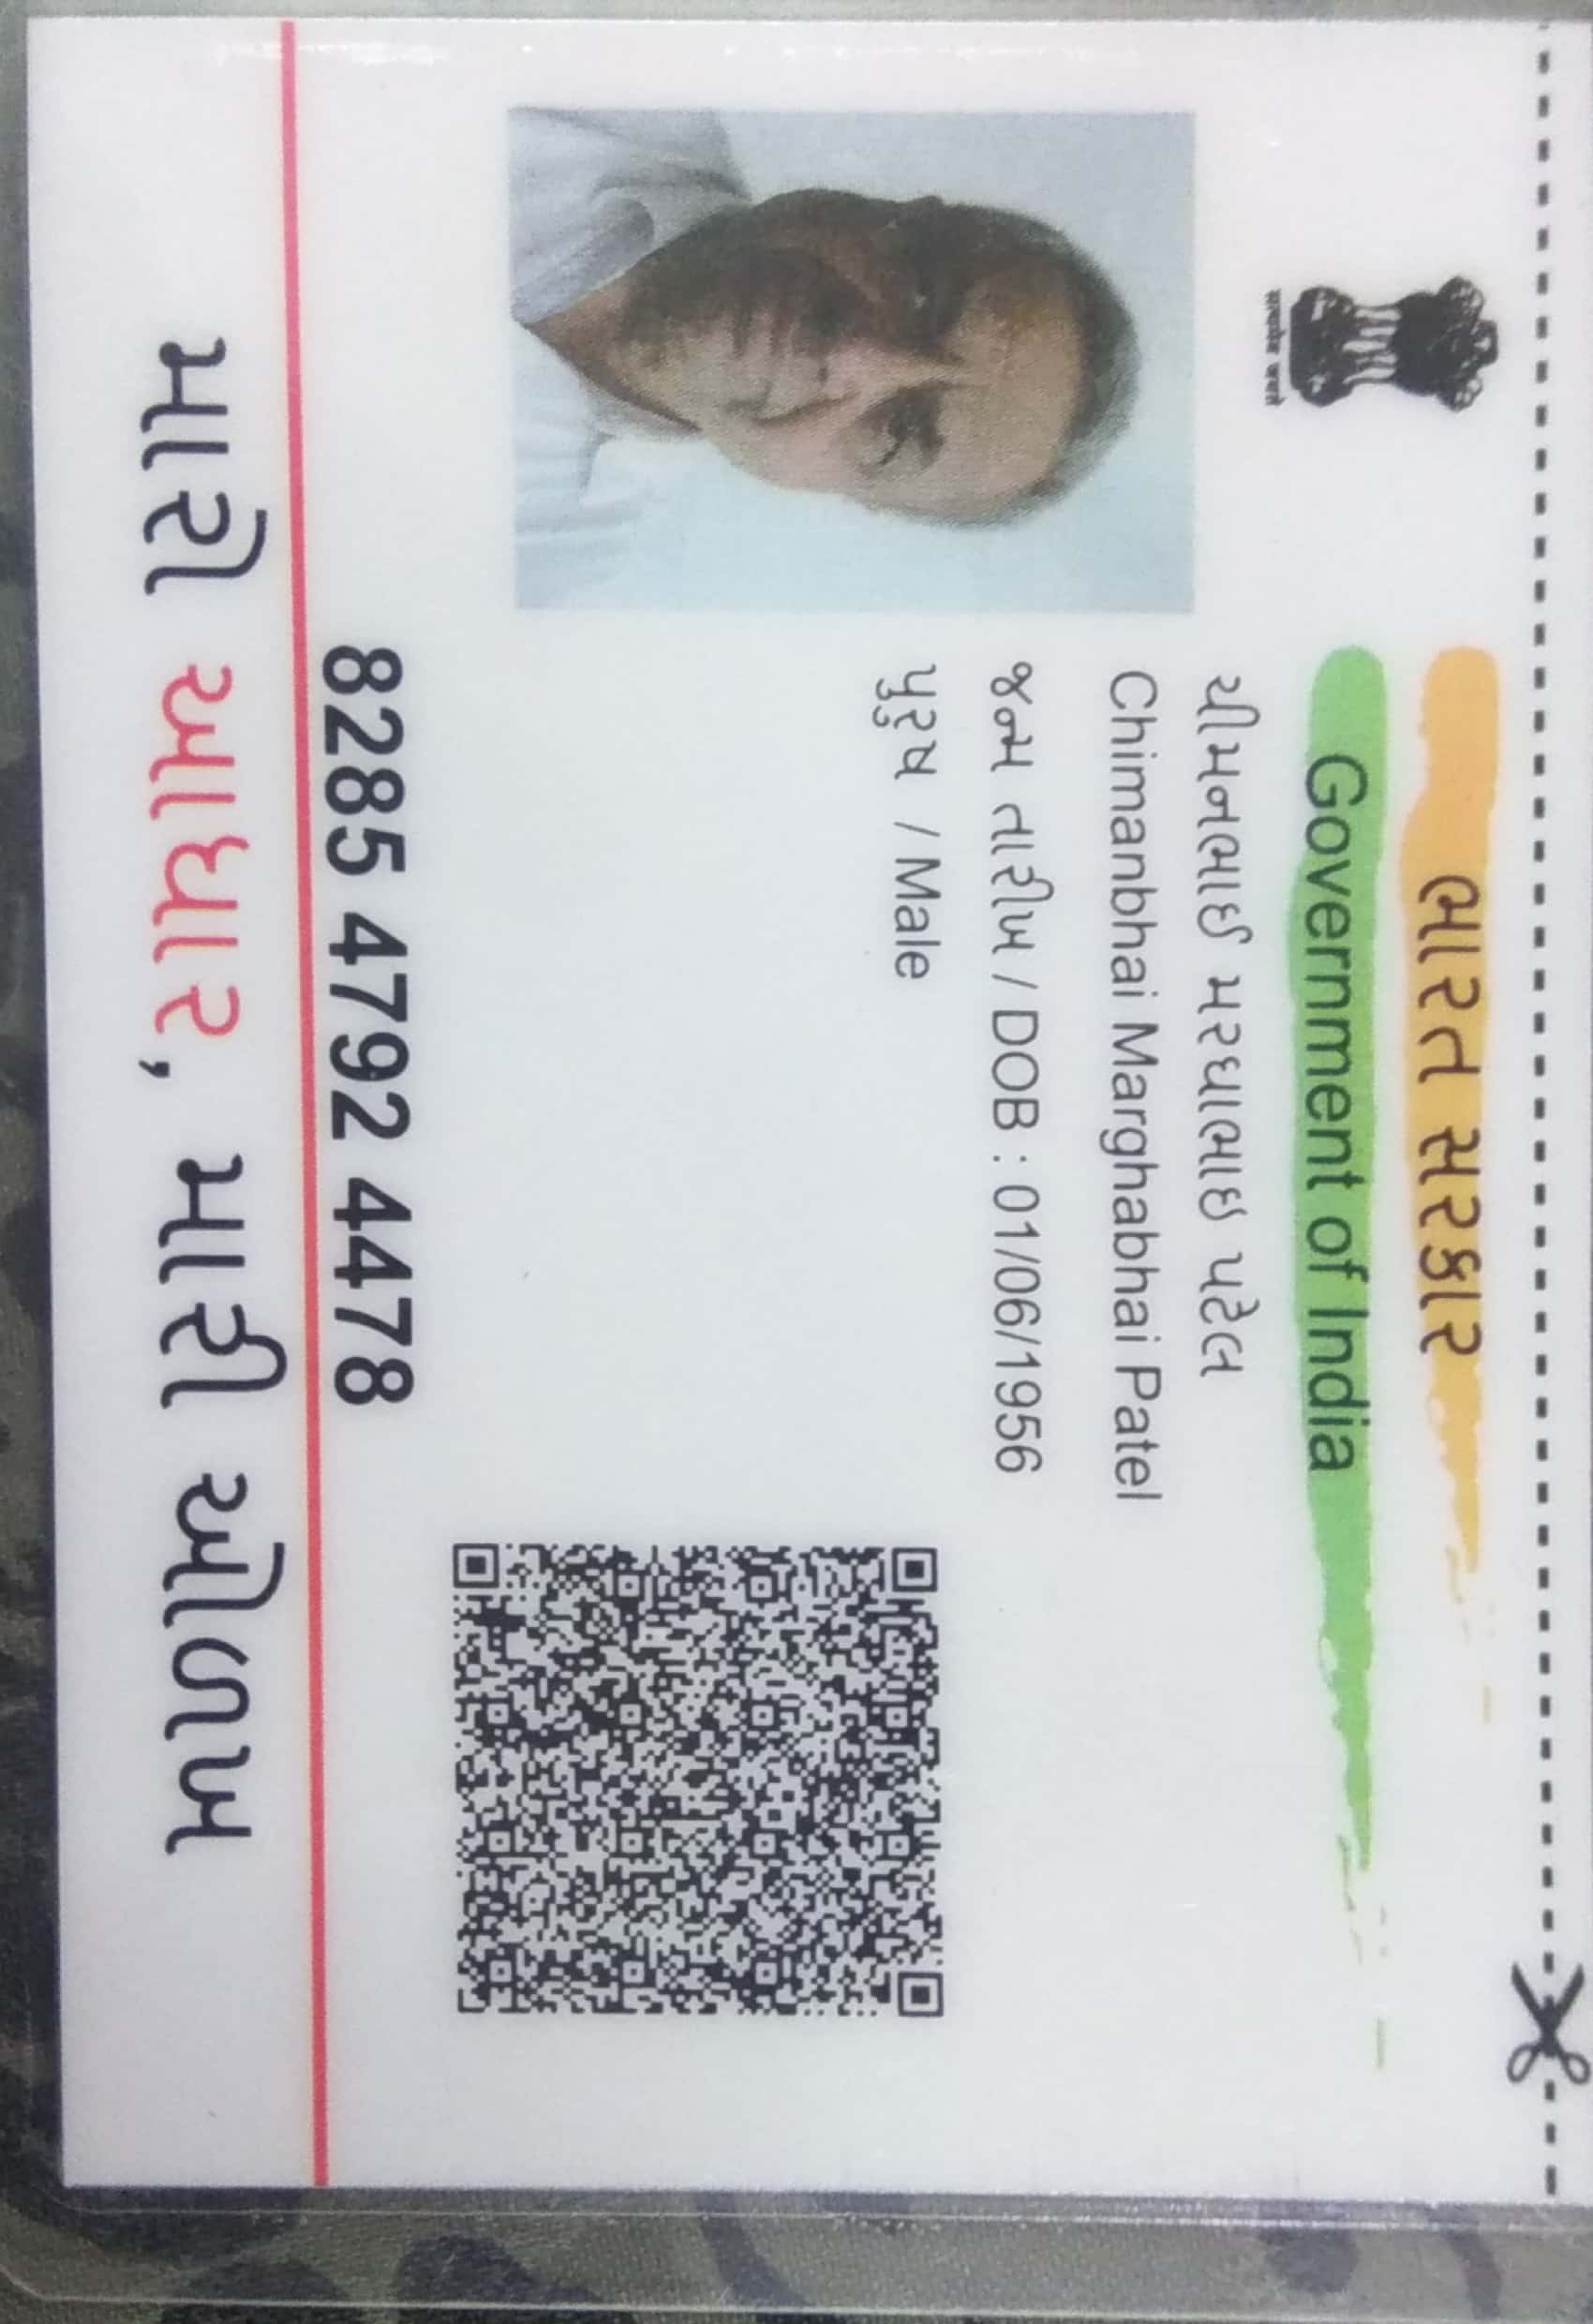 ભારત સરકાર
Government of India
सत्यमेव जयते
ચીમનભાઈ મરઘાભાઇ પટેલ
Chimanbhai Marghabhai Patel
જન્મ તારીખ / DOB : 01/06/1956
પુરુષ / Male
8285 4792 4478
મારો આધાર, મારી ઓળખ